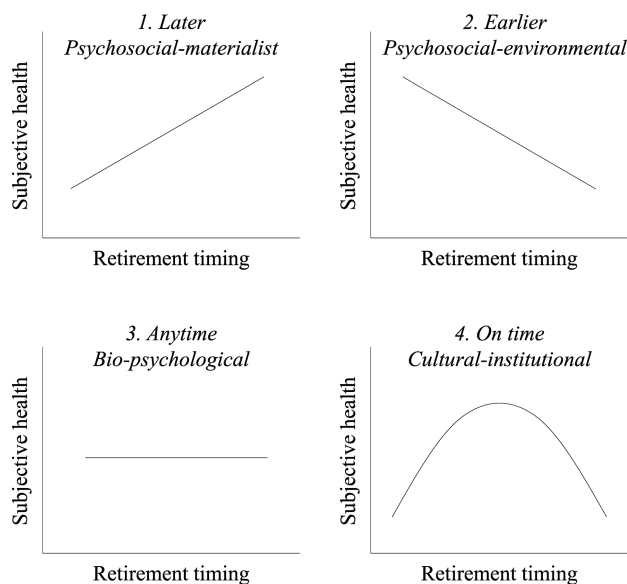 1. Later
Psychosocial-materialist
Subjective health
Retirement timing
2. Earlier
Psychosocial-environmental
Subjective health
Retirement timing
3. Anytime
Bio-psychological
Subjective health
Retirement timing
4. On time
Cultural-institutional
Subjective health
Retirement timing